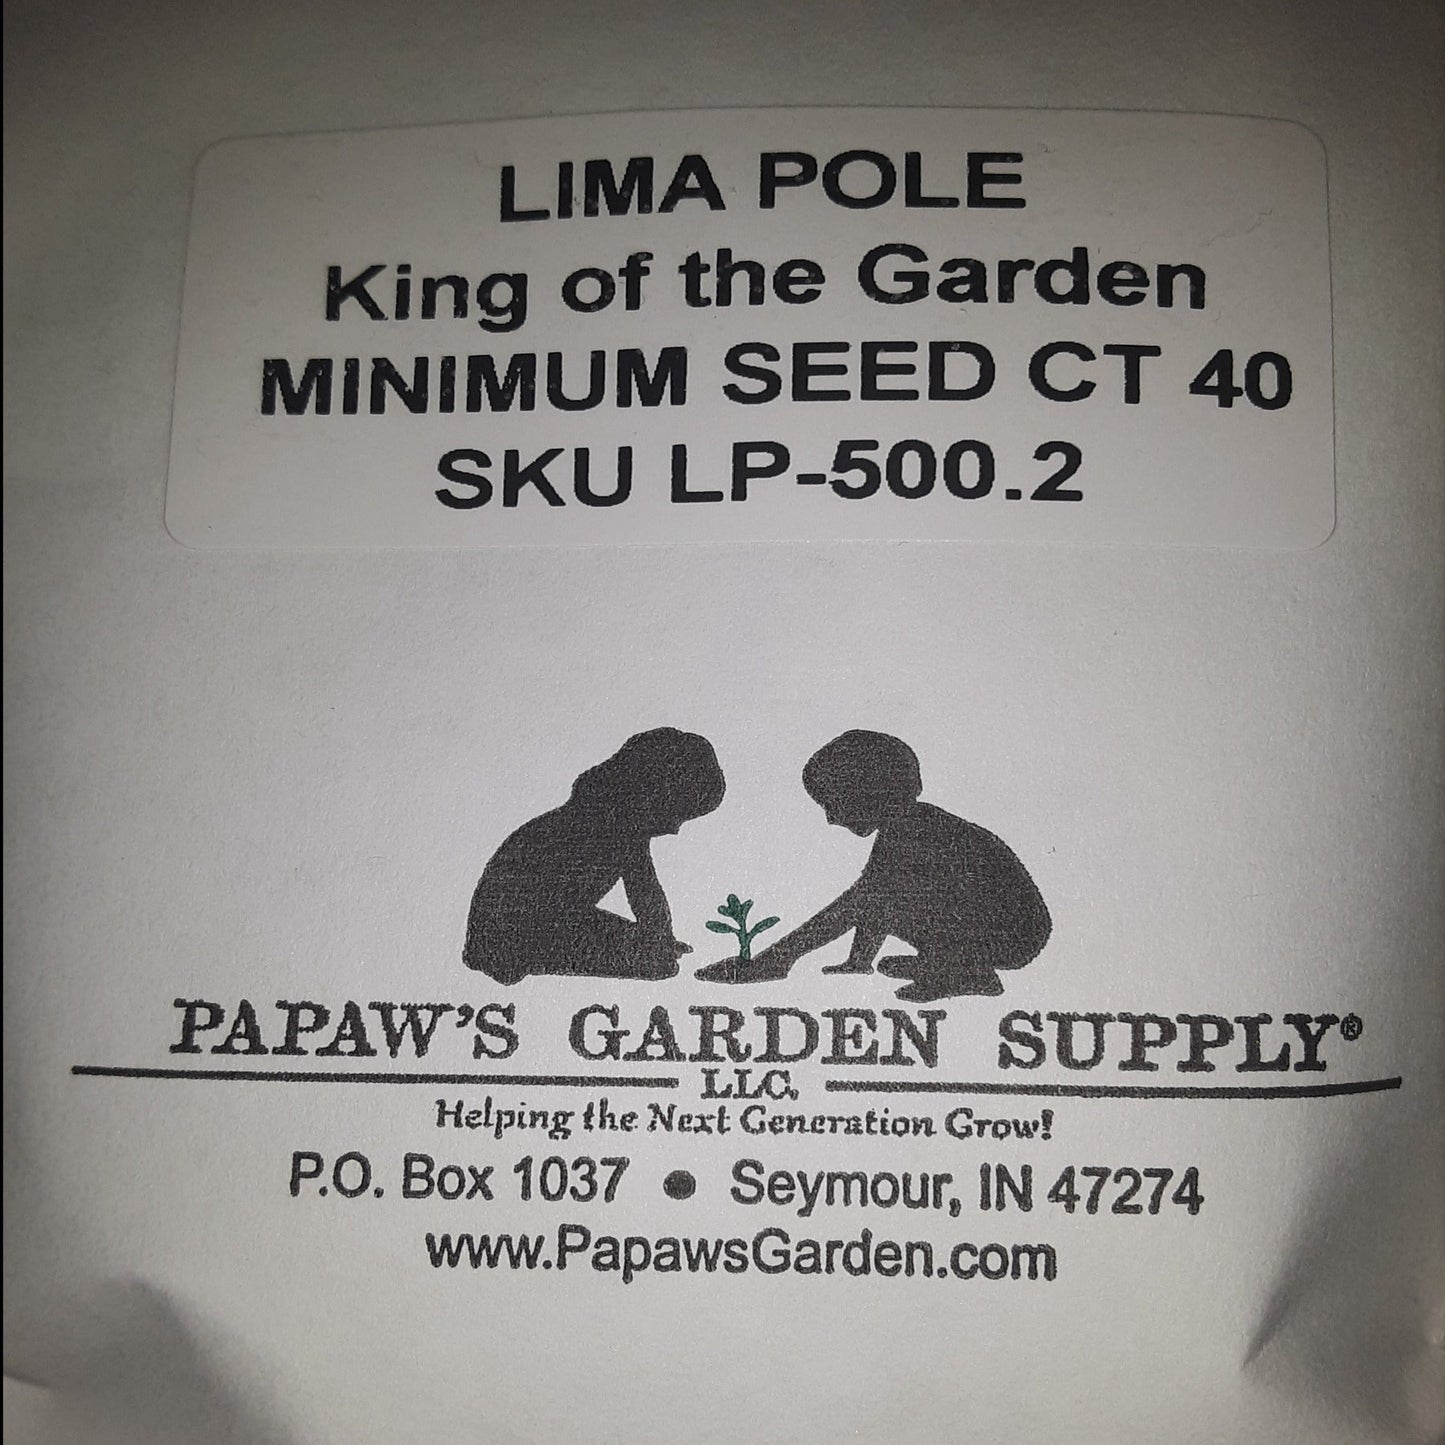 LIMA POLE
King of the Garden
MINIMUM SEED CT 40
SKU LP-500.2
PAPAW'S GARDEN SUPPLY®
LLC.
Helping the Next Generation Grow!
P.O. Box 1037 ● Seymour, IN 47274
www.PapawsGarden.com